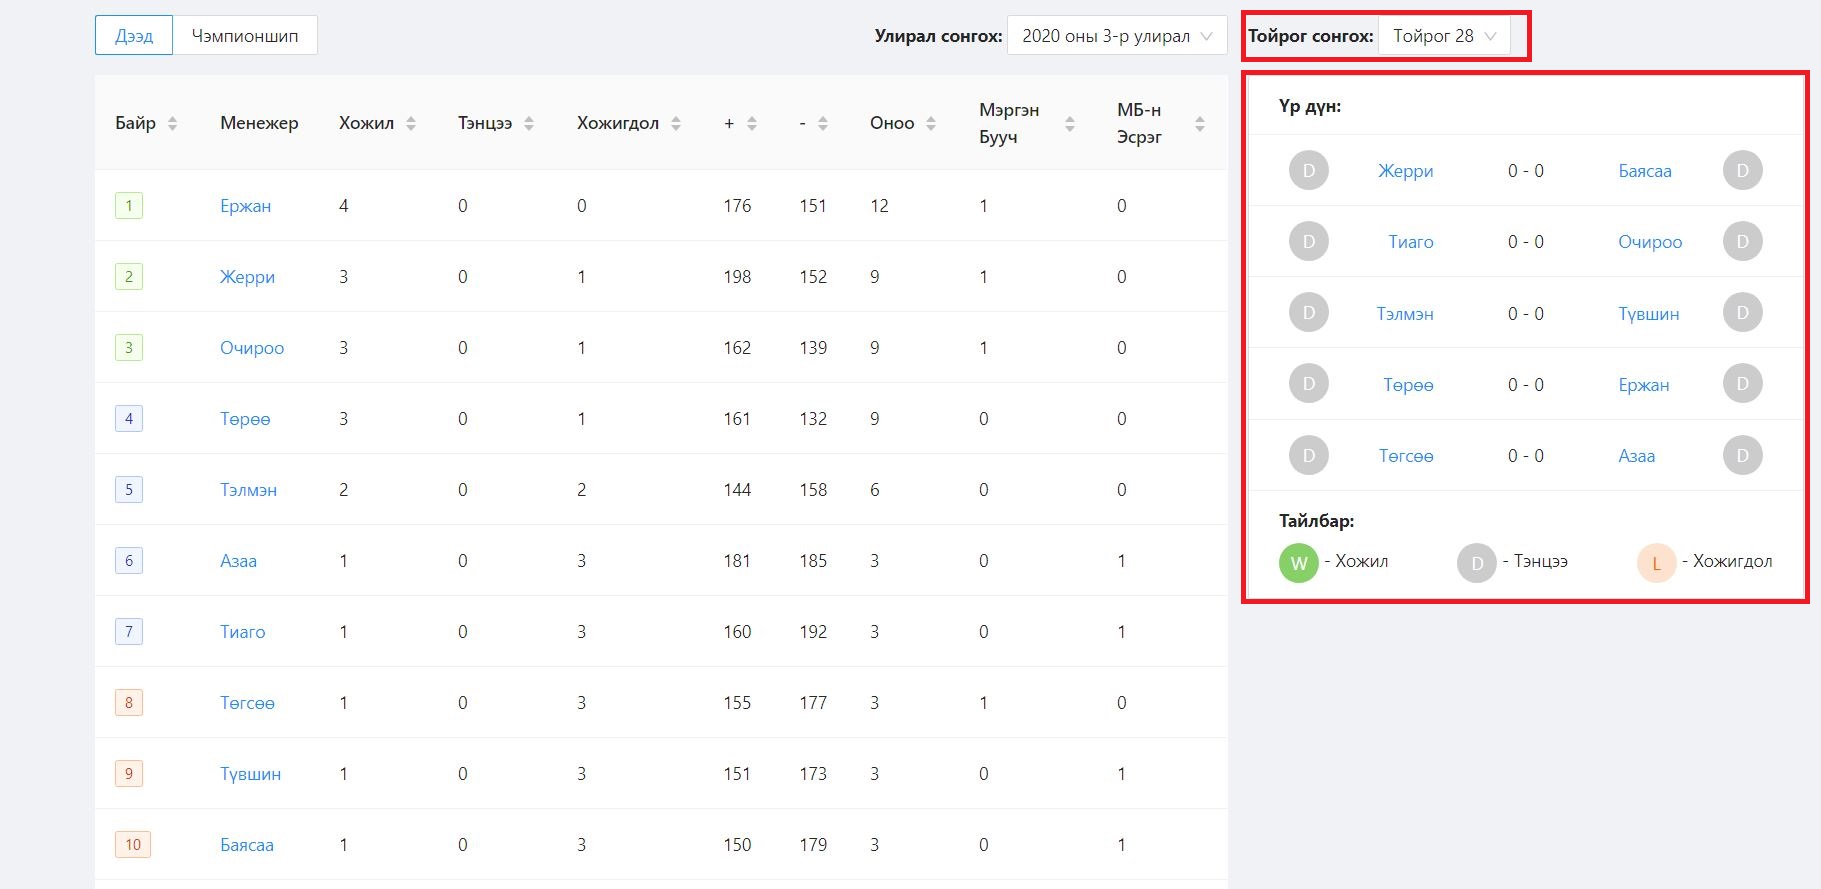 Дээд Чэмпионшип Улирал сонгох: 2020 оны 3-р улирал Тойрог сонгох: Тойрог 28
Байр Менежер Хожил Тэнцээ Хожигдол + - Оноо Мэргэн Бууч МБ-н Эсрэг
1 Ержан 4 0 0 176 151 12 1 0
2 Жерри 3 0 1 198 152 9 1 0
3 Очироо 3 0 1 162 139 9 1 0
4 Төрөө 3 0 1 161 132 9 0 0
5 Тэлмэн 2 0 2 144 158 6 0 0
6 Азаа 1 0 3 181 185 3 0 1
7 Тиаго 1 0 3 160 192 3 0 1
8 Төгсөө 1 0 3 155 177 3 1 0
9 Түвшин 1 0 3 151 173 3 0 1
10 Баясаа 1 0 3 150 179 3 0 1
Үр дүн:
D Жерри 0 - 0 Баясаа D
D Тиаго 0 - 0 Очироо D
D Тэлмэн 0 - 0 Түвшин D
D Төрөө 0 - 0 Ержан D
D Төгсөө 0 - 0 Азаа D
Тайлбар:
W - Хожил D - Тэнцээ L - Хожигдол